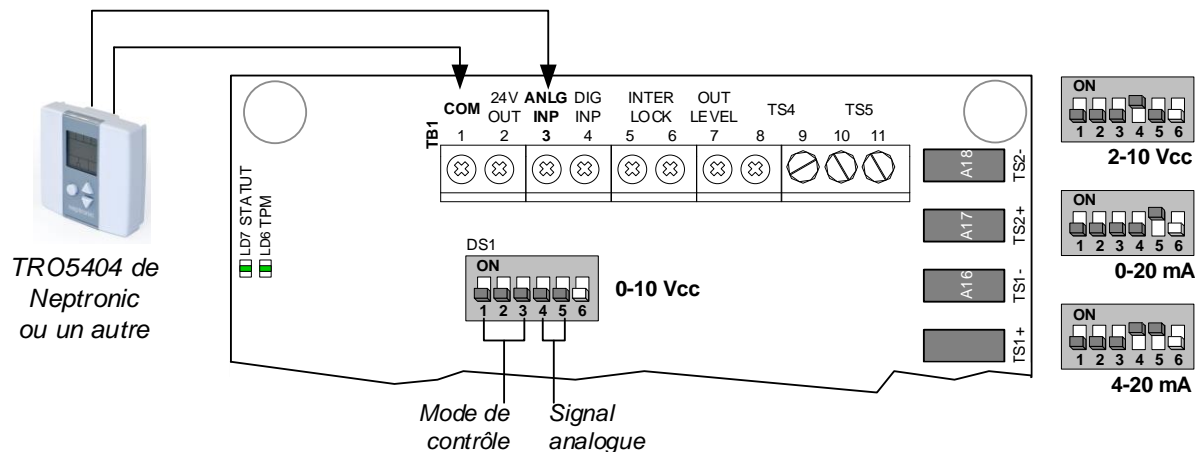 COM
24V
OUT
ANLG
INP
DIG
INP
INTER
LOCK
OUT
LEVEL
TS4
TS5
TB1
1 2 3 4 5 6 7 8 9 10 11
LD7 STATUT
LD6 TPM
neptronic
TRO5404 de
Neptronic
ou un autre
DS1
ON
1 2 3 4 5 6
0-10 Vcc
Mode de
contrôle
Signal
analogue
A18
TS2-
A17
TS2+
A16
TS1-
TS1+
ON
1 2 3 4 5 6
2-10 Vcc
ON
1 2 3 4 5 6
0-20 mA
ON
1 2 3 4 5 6
4-20 mA